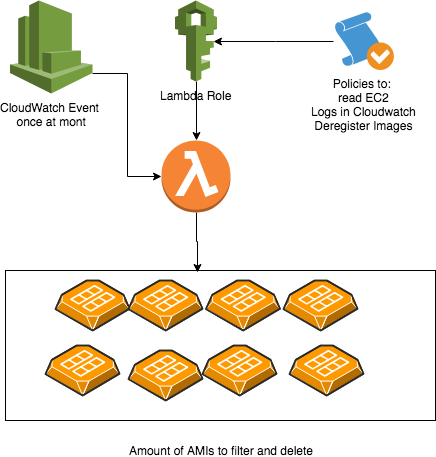 CloudWatch Event
once at mont
Lambda Role
Policies to:
read EC2
Logs in Cloudwatch
Deregister Images
λ
Amount of AMIs to filter and delete